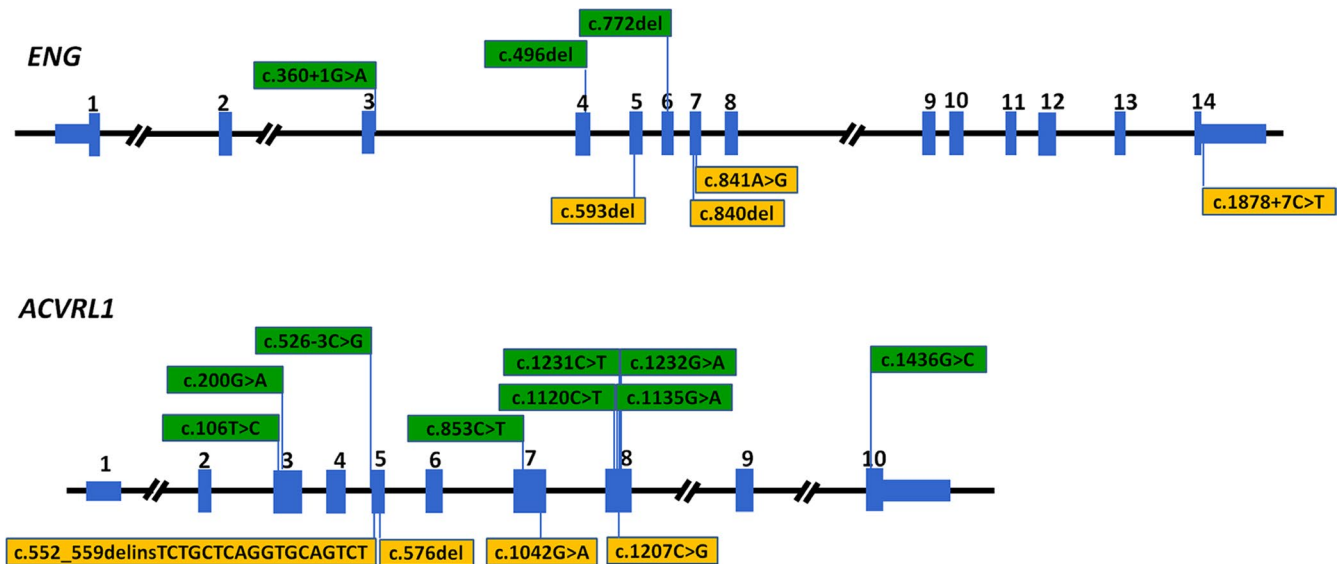 c.772del
c.496del
ENG
c.360+1G>A
1 2 3 4 5 6 7 8 9 10 11 12 13 14
c.841A>G
c.593del c.840del c.1878+7C>T
ACVRL1
c.526-3C>G
c.1231C>T c.1232G>A c.1436G>C
c.200G>A
c.1120C>T c.1135G>A
c.106T>C c.853C>T
1 2 3 4 5 6 7 8 9 10
c.552_559delinsTCTGCTCAGGTGCAGTCT c.576del c.1042G>A c.1207C>G